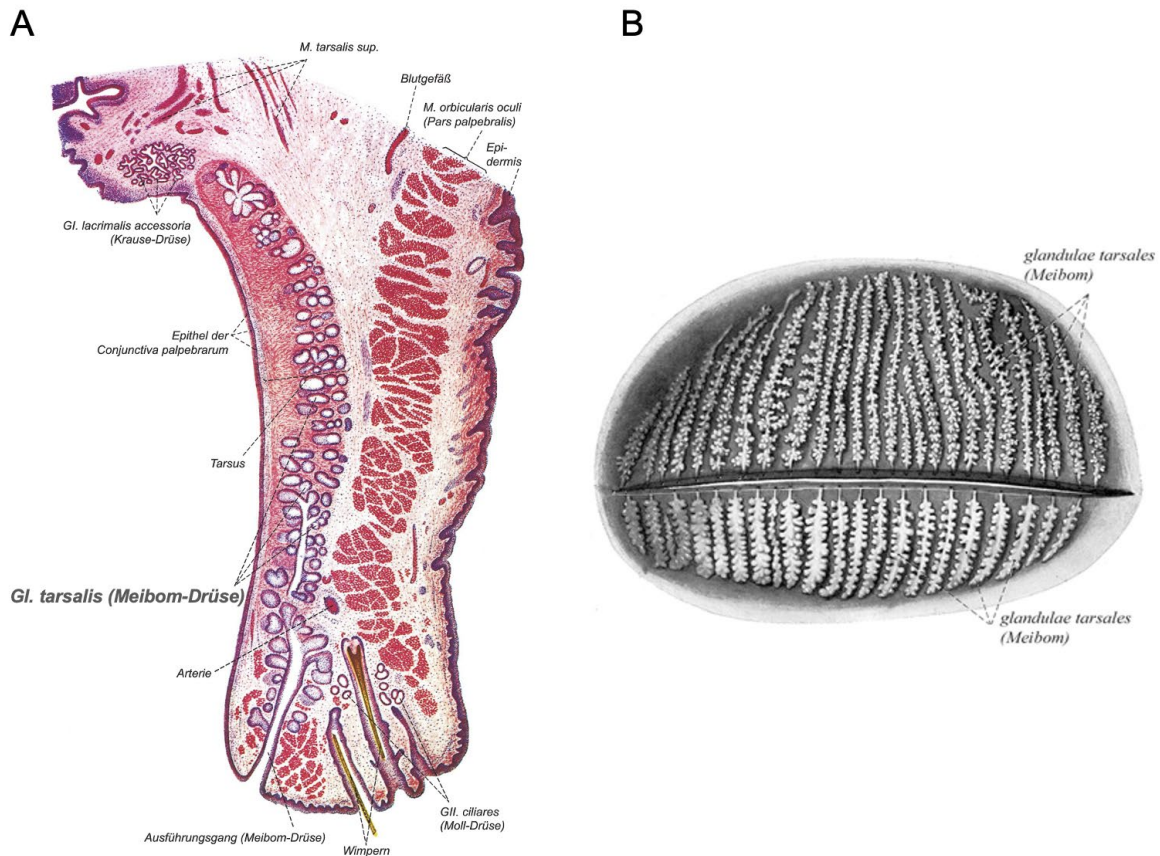 A
M. tarsalis sup.
Blutgefäß
M. orbicularis oculi
(Pars palpebralis)
Epi-
dermis
Gl. lacrimalis accessoria
(Krause-Drüse)
Epithel der
Conjunctiva palpebrarum
Tarsus
Gl. tarsalis (Meibom-Drüse)
Arterie
Ausführungsgang (Meibom-Drüse)
Wimpern
Gll. ciliares
(Moll-Drüse)
B
glandulae tarsales
(Meibom)
glandulae tarsales
(Meibom)